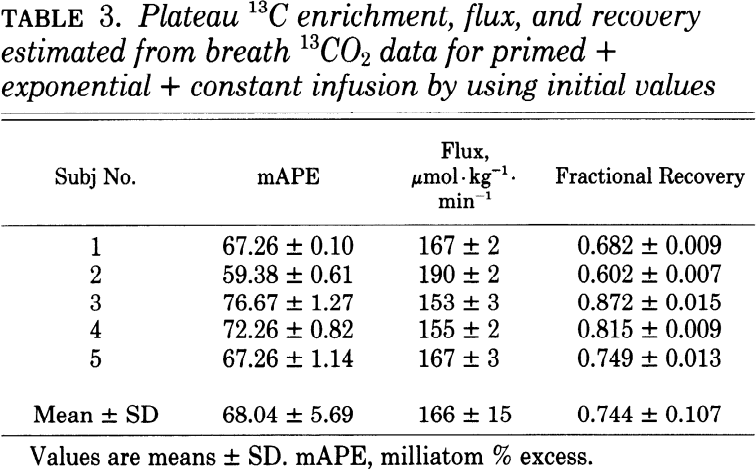 TABLE 3. Plateau ¹³C enrichment, flux, and recovery
estimated from breath ¹³CO₂ data for primed +
exponential + constant infusion by using initial values
Subj No. mAPE Flux, μmol·kg⁻¹·min⁻¹ Fractional Recovery
1 67.26 ± 0.10 167 ± 2 0.682 ± 0.009
2 59.38 ± 0.61 190 ± 2 0.602 ± 0.007
3 76.67 ± 1.27 153 ± 3 0.872 ± 0.015
4 72.26 ± 0.82 155 ± 2 0.815 ± 0.009
5 67.26 ± 1.14 167 ± 3 0.749 ± 0.013
Mean ± SD 68.04 ± 5.69 166 ± 15 0.744 ± 0.107
Values are means ± SD. mAPE, milliatom % excess.